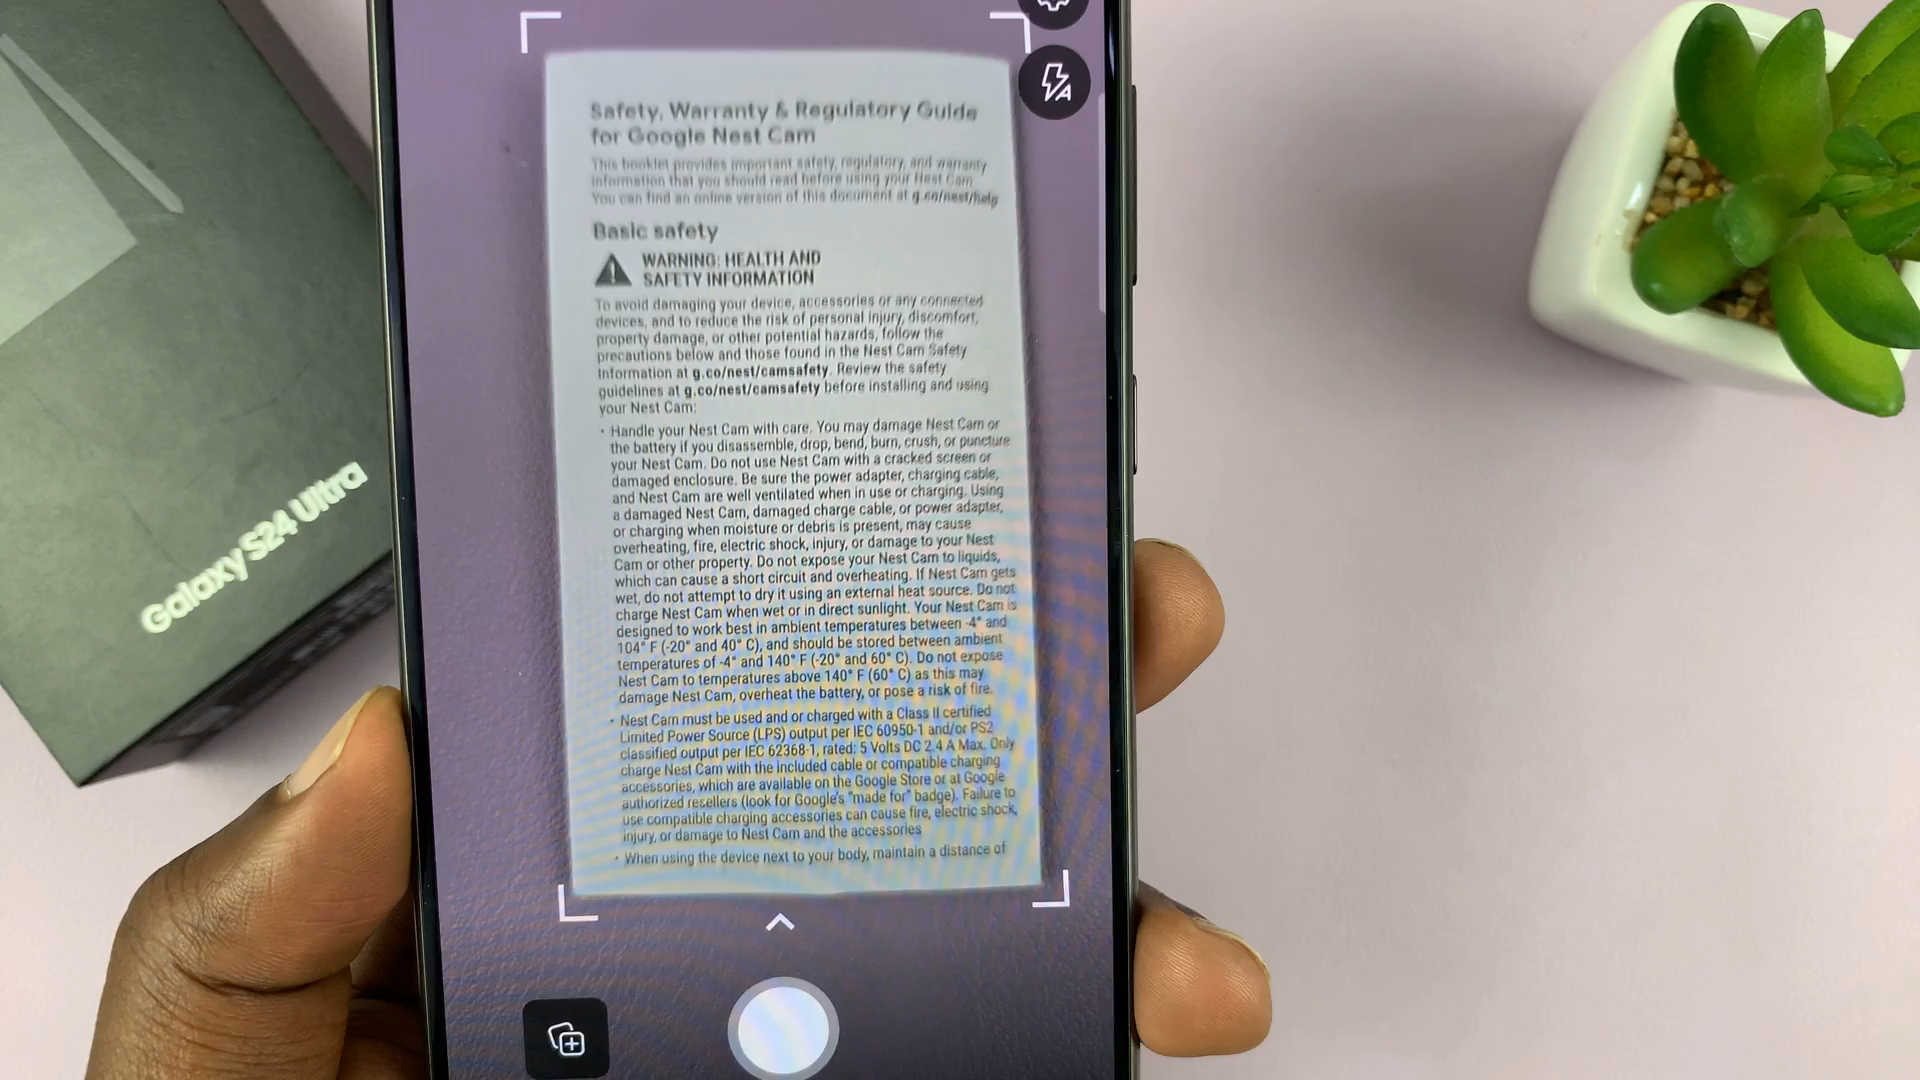 Safety, Warranty & Regulatory Guide
for Google Nest Cam
This booklet provides important safety, regulatory, and warranty
information that you should read before using your Nest Cam.
You can find an online version of this document at g.co/nest/help
Basic safety
WARNING: HEALTH AND
SAFETY INFORMATION
To avoid damaging your device, accessories or any connected
devices, and to reduce the risk of personal injury, discomfort,
property damage, or other potential hazards, follow the
precautions below and those found in the Nest Cam Safety
Information at g.co/nest/camsafety. Review the safety
guidelines at g.co/nest/camsafety before installing and using
your Nest Cam:
• Handle your Nest Cam with care. You may damage Nest Cam or
the battery if you disassemble, drop, bend, burn, crush, or puncture
your Nest Cam. Do not use Nest Cam with a cracked screen or
damaged enclosure. Be sure the power adapter, charging cable,
and Nest Cam are well ventilated when in use or charging. Using
a damaged Nest Cam, damaged charge cable, or power adapter,
or charging when moisture or debris is present, may cause
overheating, fire, electric shock, injury, or damage to your Nest
Cam or other property. Do not expose your Nest Cam to liquids,
which can cause a short circuit and overheating. If Nest Cam gets
wet, do not attempt to dry it using an external heat source. Do not
charge Nest Cam when wet or in direct sunlight. Your Nest Cam is
designed to work best in ambient temperatures between -4° and
104° F (-20° and 40° C), and should be stored between ambient
temperatures of -4° and 140° F (-20° and 60° C). Do not expose
Nest Cam to temperatures above 140° F (60° C) as this may
damage Nest Cam, overheat the battery, or pose a risk of fire.
• Nest Cam must be used and or charged with a Class II certified
Limited Power Source (LPS) output per IEC 60950-1 and/or PS2
classified output per IEC 62368-1, rated: 5 Volts DC 2.4 A Max. Only
charge Nest Cam with the included cable or compatible charging
accessories, which are available on the Google Store or at Google
authorized resellers (look for Google's "made for" badge). Failure to
use compatible charging accessories can cause fire, electric shock,
injury, or damage to Nest Cam and the accessories
• When using the device next to your body, maintain a distance of
Galaxy S24 Ultra